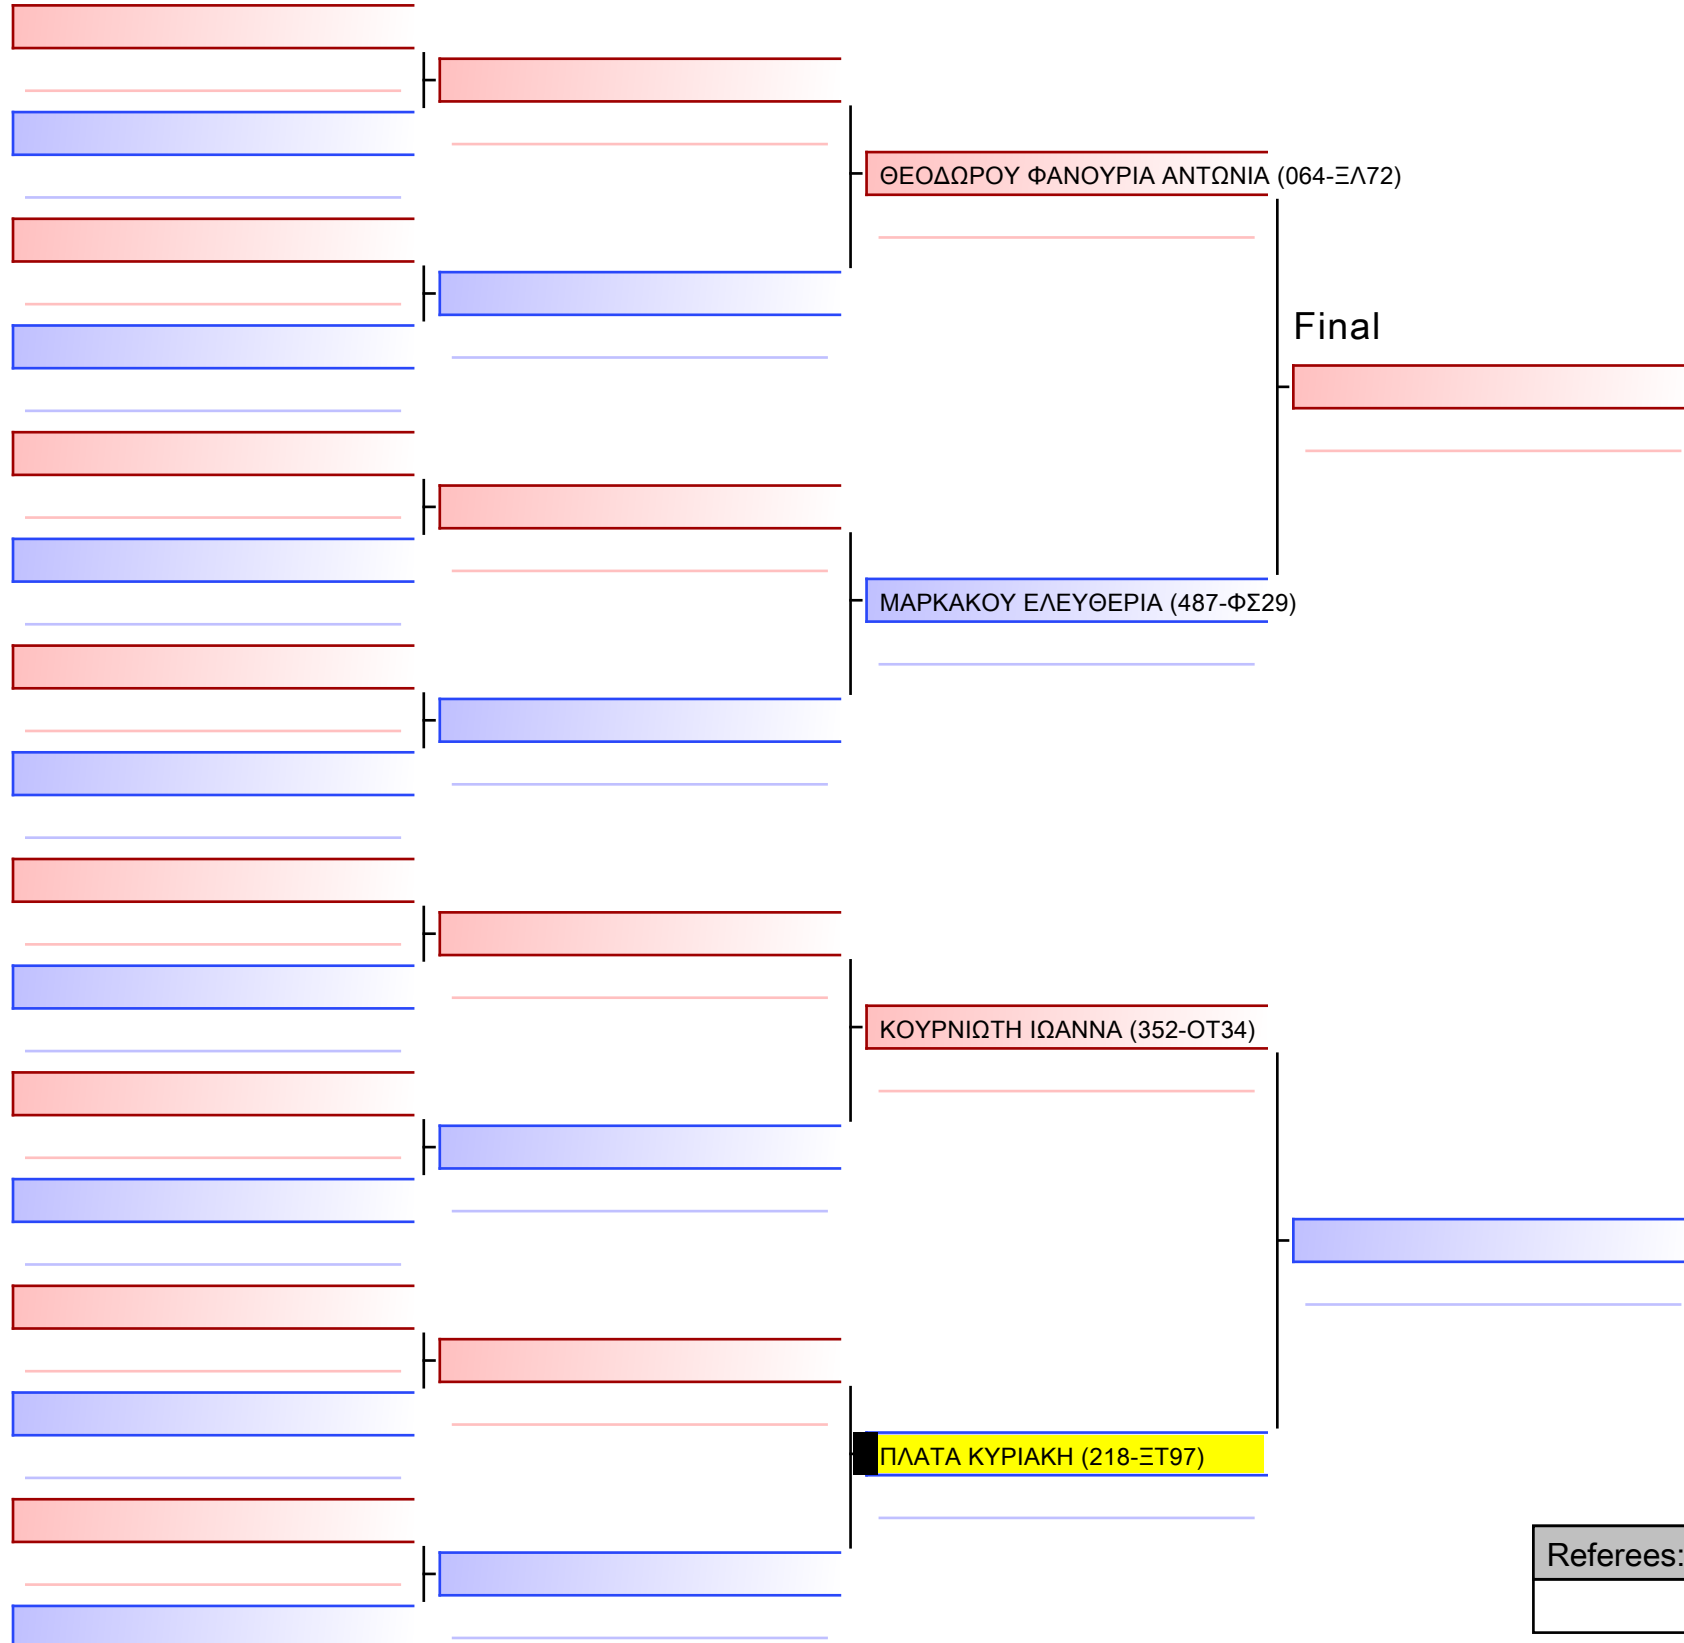 ΘΕΟΔΩΡΟΥ ΦΑΝΟΥΡΙΑ ΑΝΤΩΝΙΑ (064-ΞΛ72)
Final
ΜΑΡΚΑΚΟΥ ΕΛΕΥΘΕΡΙΑ (487-ΦΣ29)
ΚΟΥΡΝΙΩΤΗ ΙΩΑΝΝΑ (352-ΟΤ34)
ΠΛΑΤΑ ΚΥΡΙΑΚΗ (218-ΞΤ97)
Referees: